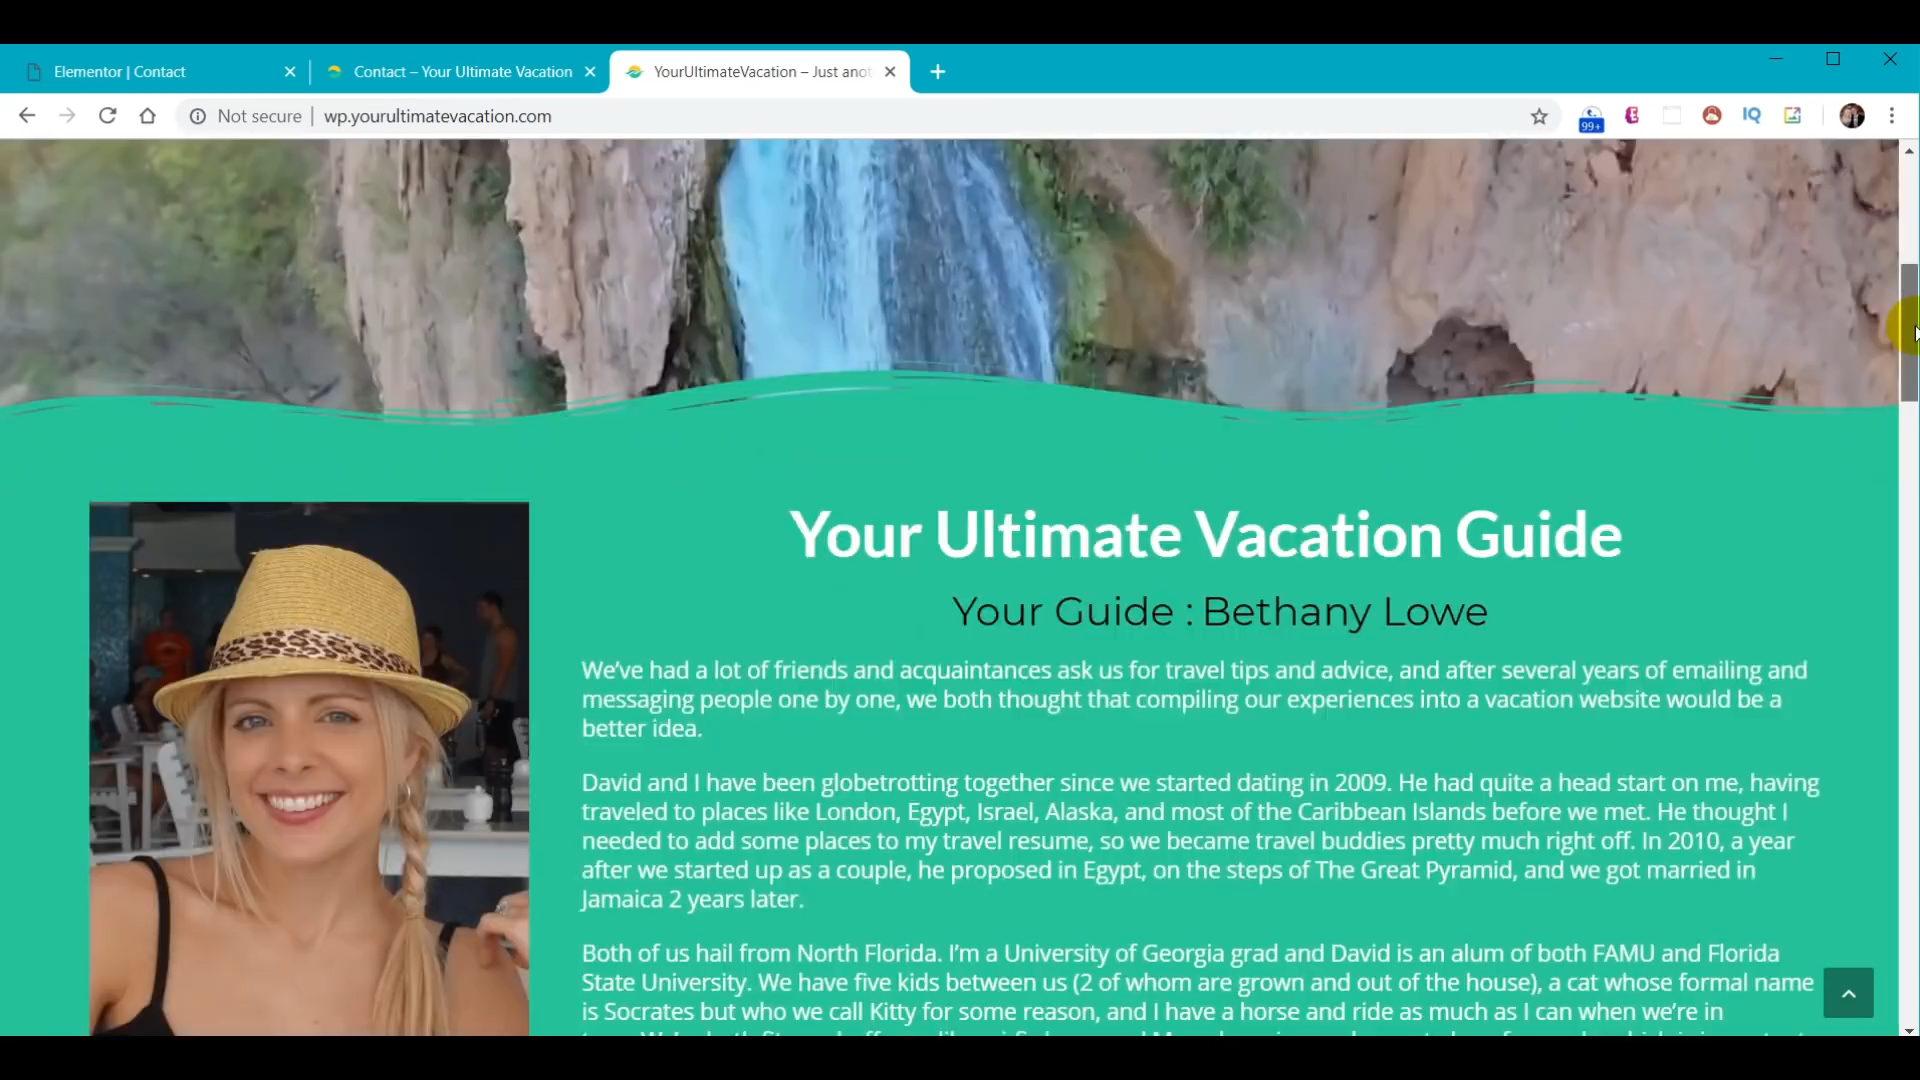 Elementor | Contact
Contact – Your Ultimate Vacation
YourUltimateVacation – Just anot
Not secure
wp.yourultimatevacation.com
99+
IQ
Your Ultimate Vacation Guide
Your Guide : Bethany Lowe
We've had a lot of friends and acquaintances ask us for travel tips and advice, and after several years of emailing and
messaging people one by one, we both thought that compiling our experiences into a vacation website would be a
better idea.
David and I have been globetrotting together since we started dating in 2009. He had quite a head start on me, having
traveled to places like London, Egypt, Israel, Alaska, and most of the Caribbean Islands before we met. He thought I
needed to add some places to my travel resume, so we became travel buddies pretty much right off. In 2010, a year
after we started up as a couple, he proposed in Egypt, on the steps of The Great Pyramid, and we got married in
Jamaica 2 years later.
Both of us hail from North Florida. I'm a University of Georgia grad and David is an alum of both FAMU and Florida
State University. We have five kids between us (2 of whom are grown and out of the house), a cat whose formal name
is Socrates but who we call Kitty for some reason, and I have a horse and ride as much as I can when we're in